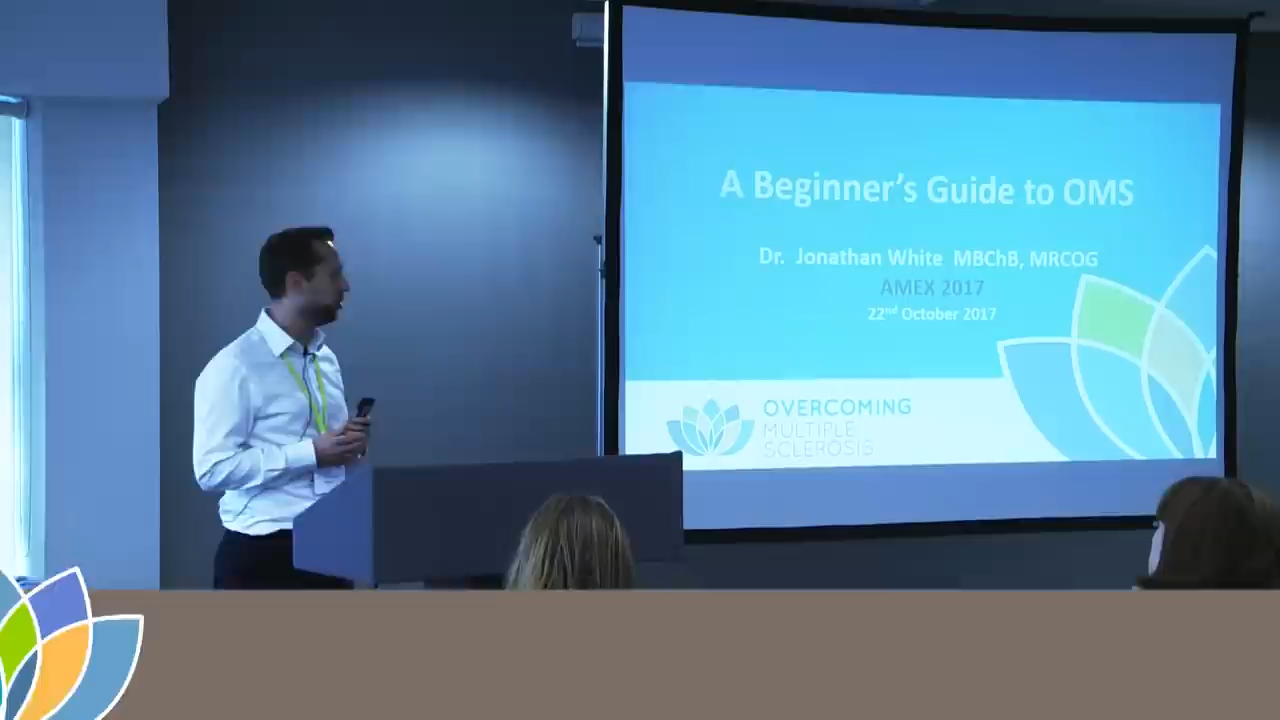 A Beginner's Guide to OMS
Dr. Jonathan White MBChB, MRCOG
AMEX 2017
22nd October 2017
OVERCOMING
MULTIPLE
SCLEROSIS